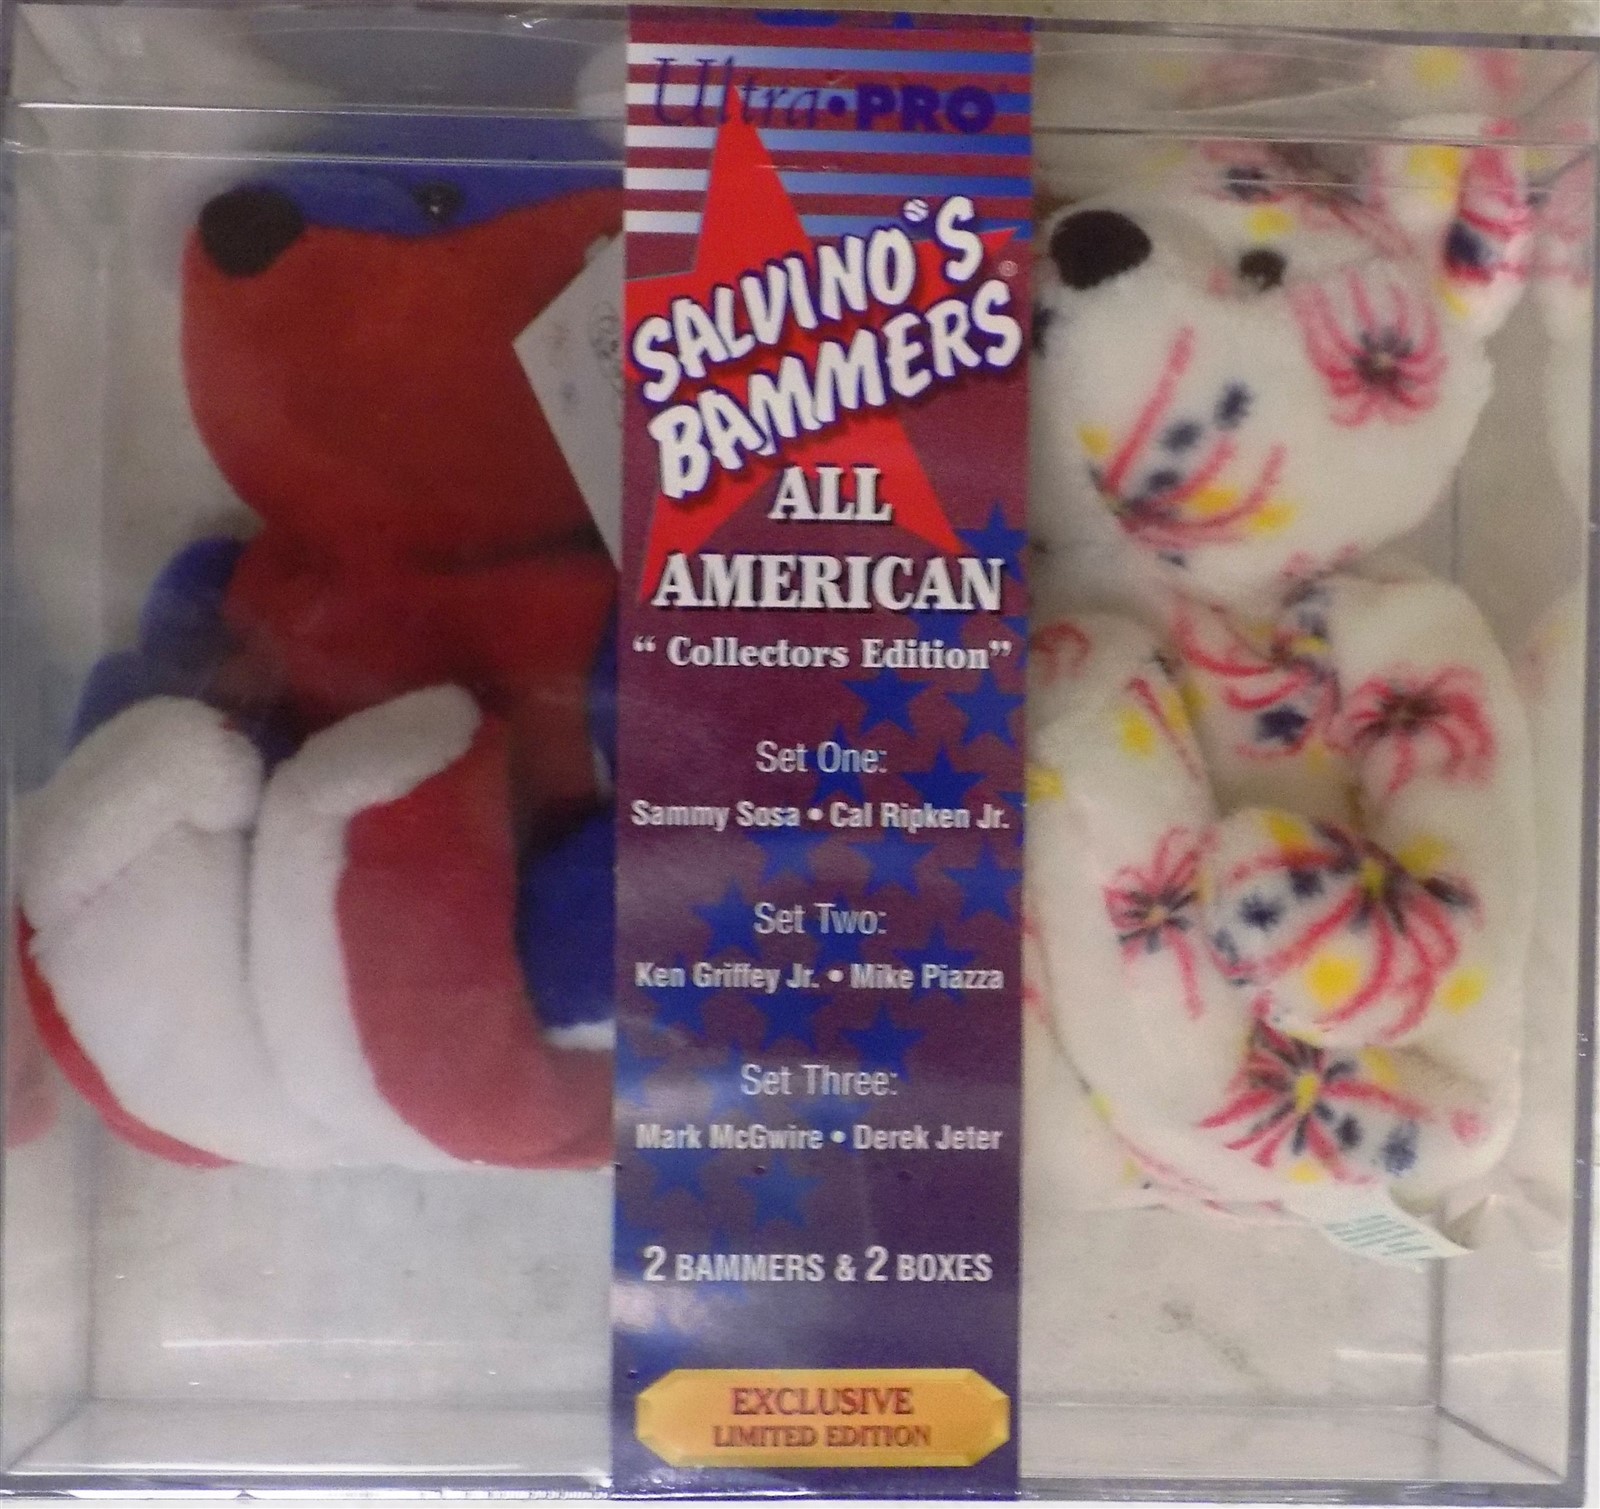 Ultra•PRO
SALVINO'S
BAMMERS®
ALL
AMERICAN
“ Collectors Edition”
Set One:
Sammy Sosa • Cal Ripken Jr.
Set Two:
Ken Griffey Jr. • Mike Piazza
Set Three:
Mark McGwire • Derek Jeter
2 BAMMERS & 2 BOXES
EXCLUSIVE
LIMITED EDITION